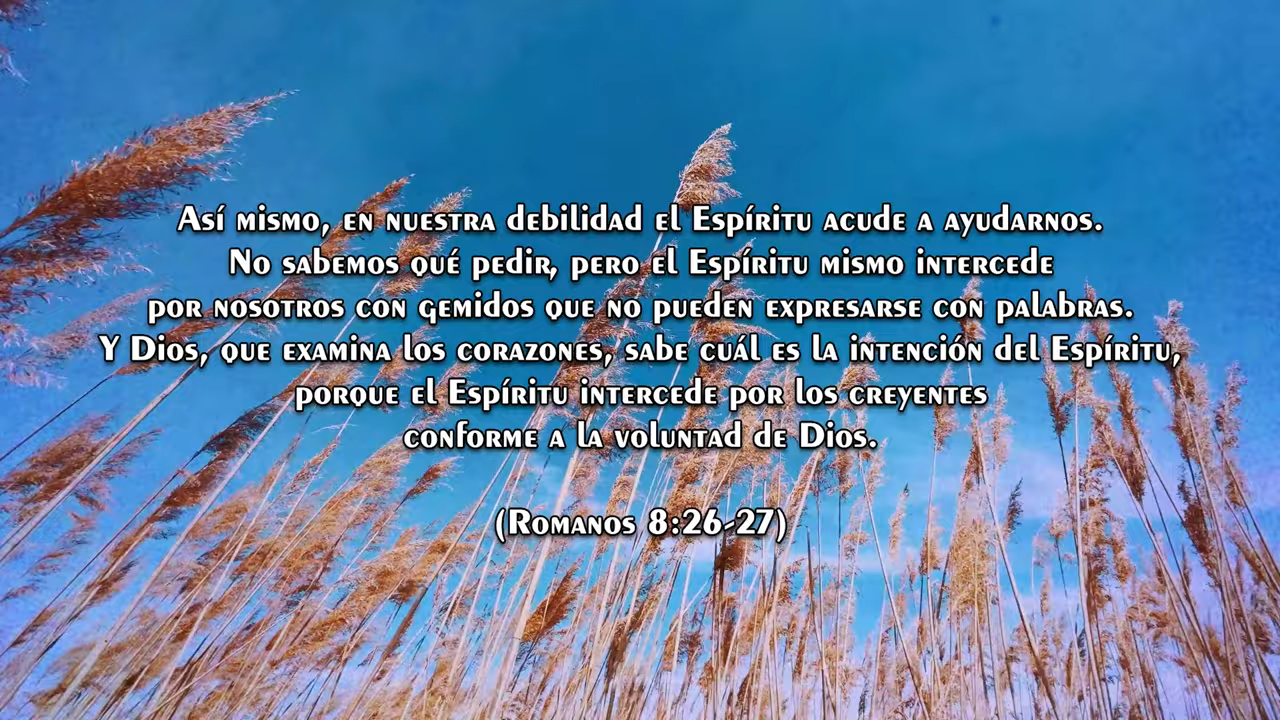 Así mismo, en nuestra debilidad el Espíritu acude a ayudarnos.
No sabemos qué pedir, pero el Espíritu mismo intercede
por nosotros con gemidos que no pueden expresarse con palabras.
Y Dios, que examina los corazones, sabe cuál es la intención del Espíritu,
porque el Espíritu intercede por los creyentes
conforme a la voluntad de Dios.
(Romanos 8:26-27)